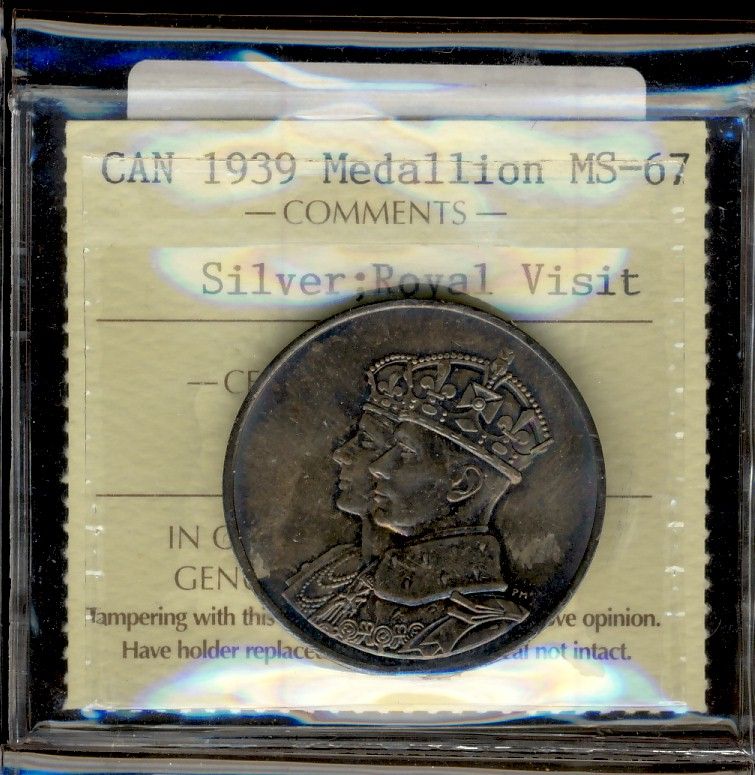 CAN 1939 Medallion MS-67
— COMMENTS —
Silver;Royal Visit
-- CE
IN
GENU
Tampering with this ve opinion.
Have holder replace al not intact.
PM